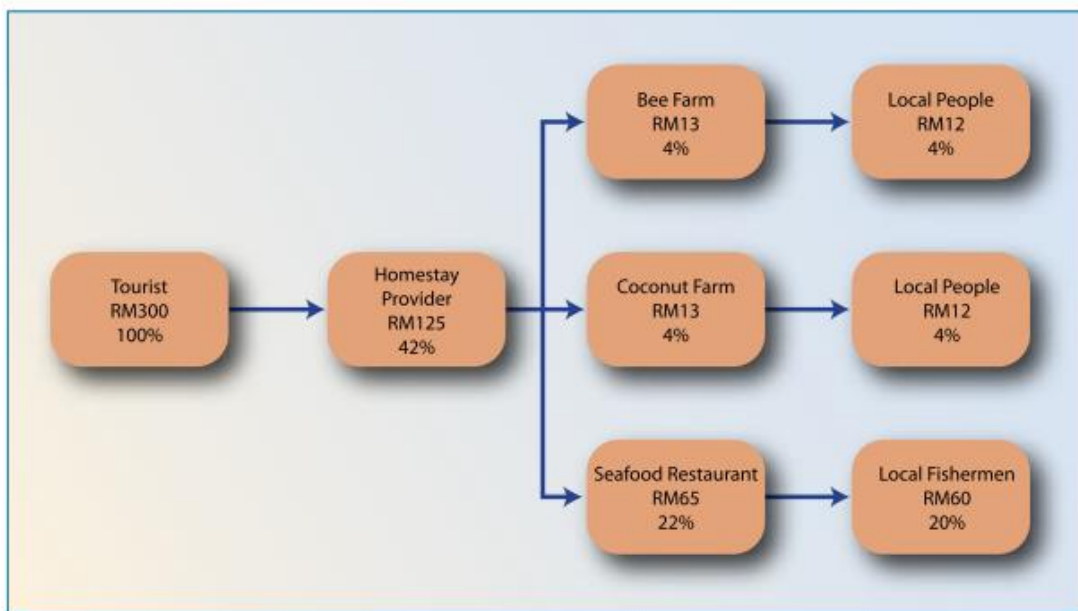 Tourist
RM300
100%
Homestay
Provider
RM125
42%
Bee Farm
RM13
4%
Local People
RM12
4%
Coconut Farm
RM13
4%
Local People
RM12
4%
Seafood Restaurant
RM65
22%
Local Fishermen
RM60
20%